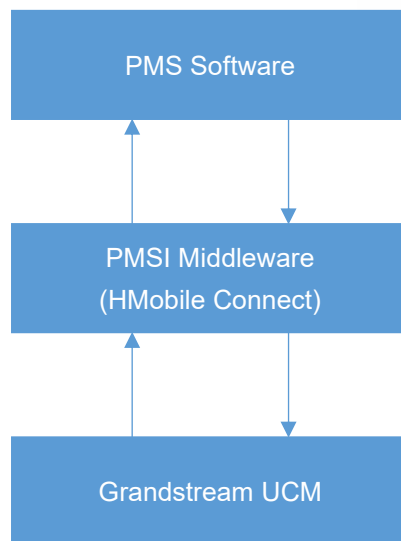 PMS Software
PMSI Middleware
(HMobile Connect)
Grandstream UCM